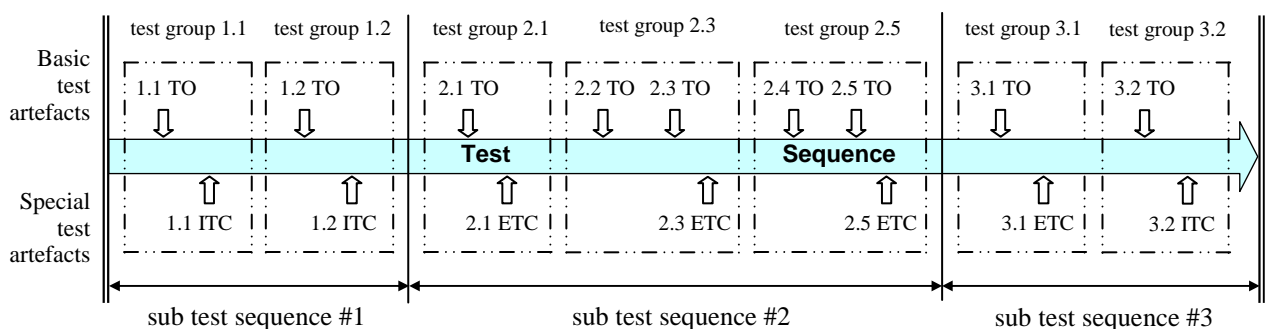 test group 1.1 test group 1.2 test group 2.1 test group 2.3 test group 2.5 test group 3.1 test group 3.2
Basic
test
artefacts
1.1 TO 1.2 TO 2.1 TO 2.2 TO 2.3 TO 2.4 TO 2.5 TO 3.1 TO 3.2 TO
Test Sequence
Special
test
artefacts
1.1 ITC 1.2 ITC 2.1 ETC 2.3 ETC 2.5 ETC 3.1 ETC 3.2 ITC
sub test sequence #1 sub test sequence #2 sub test sequence #3